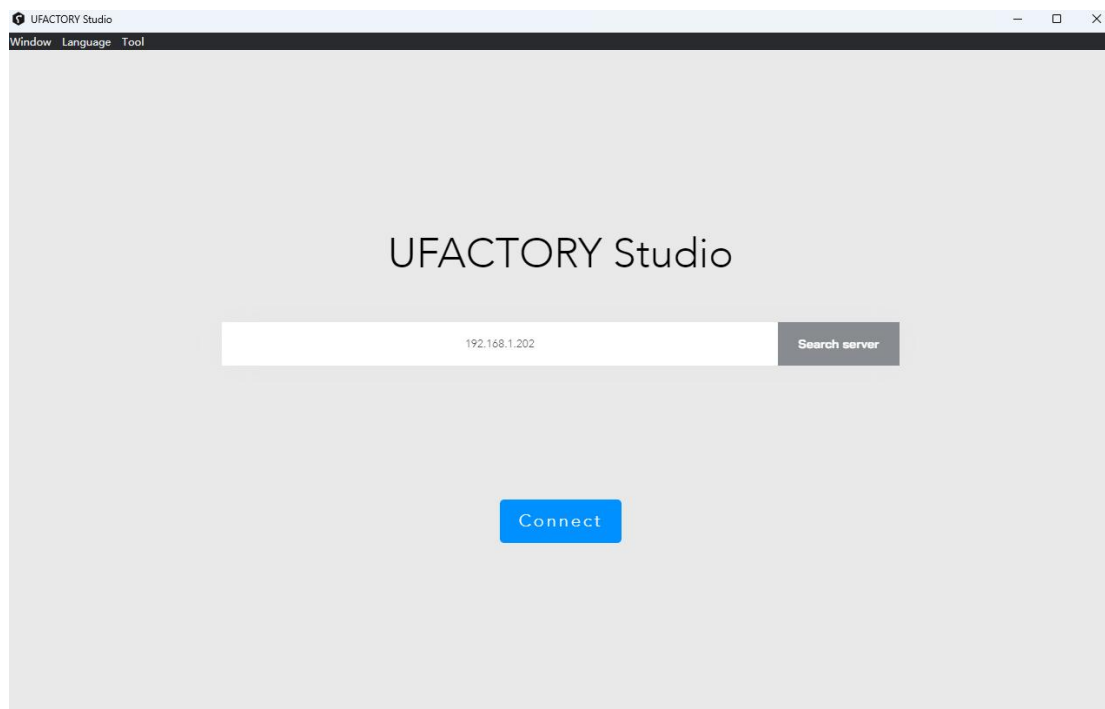 UFACTORY Studio
Window Language Tool
UFACTORY Studio
192.168.1.202 Search server
Connect